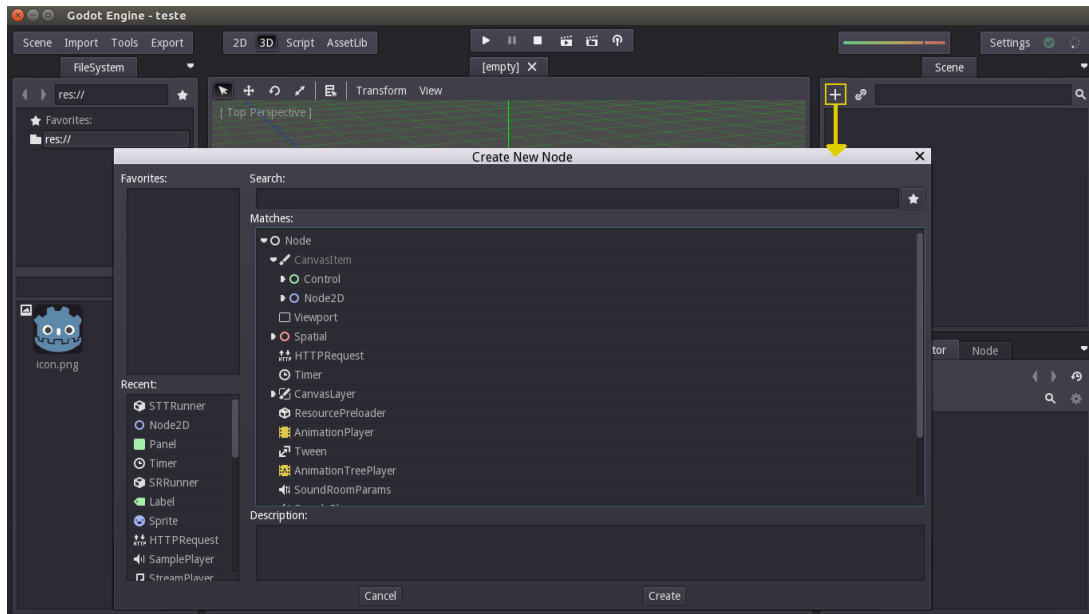 Godot Engine - teste
Scene Import Tools Export 2D 3D Script AssetLib Settings
FileSystem [empty] Scene
res:// Transform View
Favorites: [ Top Perspective ]
res://
Create New Node
Favorites: Search:
Matches:
Node
CanvasItem
Control
Node2D
Viewport
Spatial
HTTPRequest
Timer
CanvasLayer
ResourcePreloader
AnimationPlayer
Tween
AnimationTreePlayer
SoundRoomParams
icon.png
Recent:
STTRunner
Node2D
Panel
Timer
SRRunner
Label
Sprite
HTTPRequest
SamplePlayer
StreamPlayer
Description:
Cancel Create
tor Node